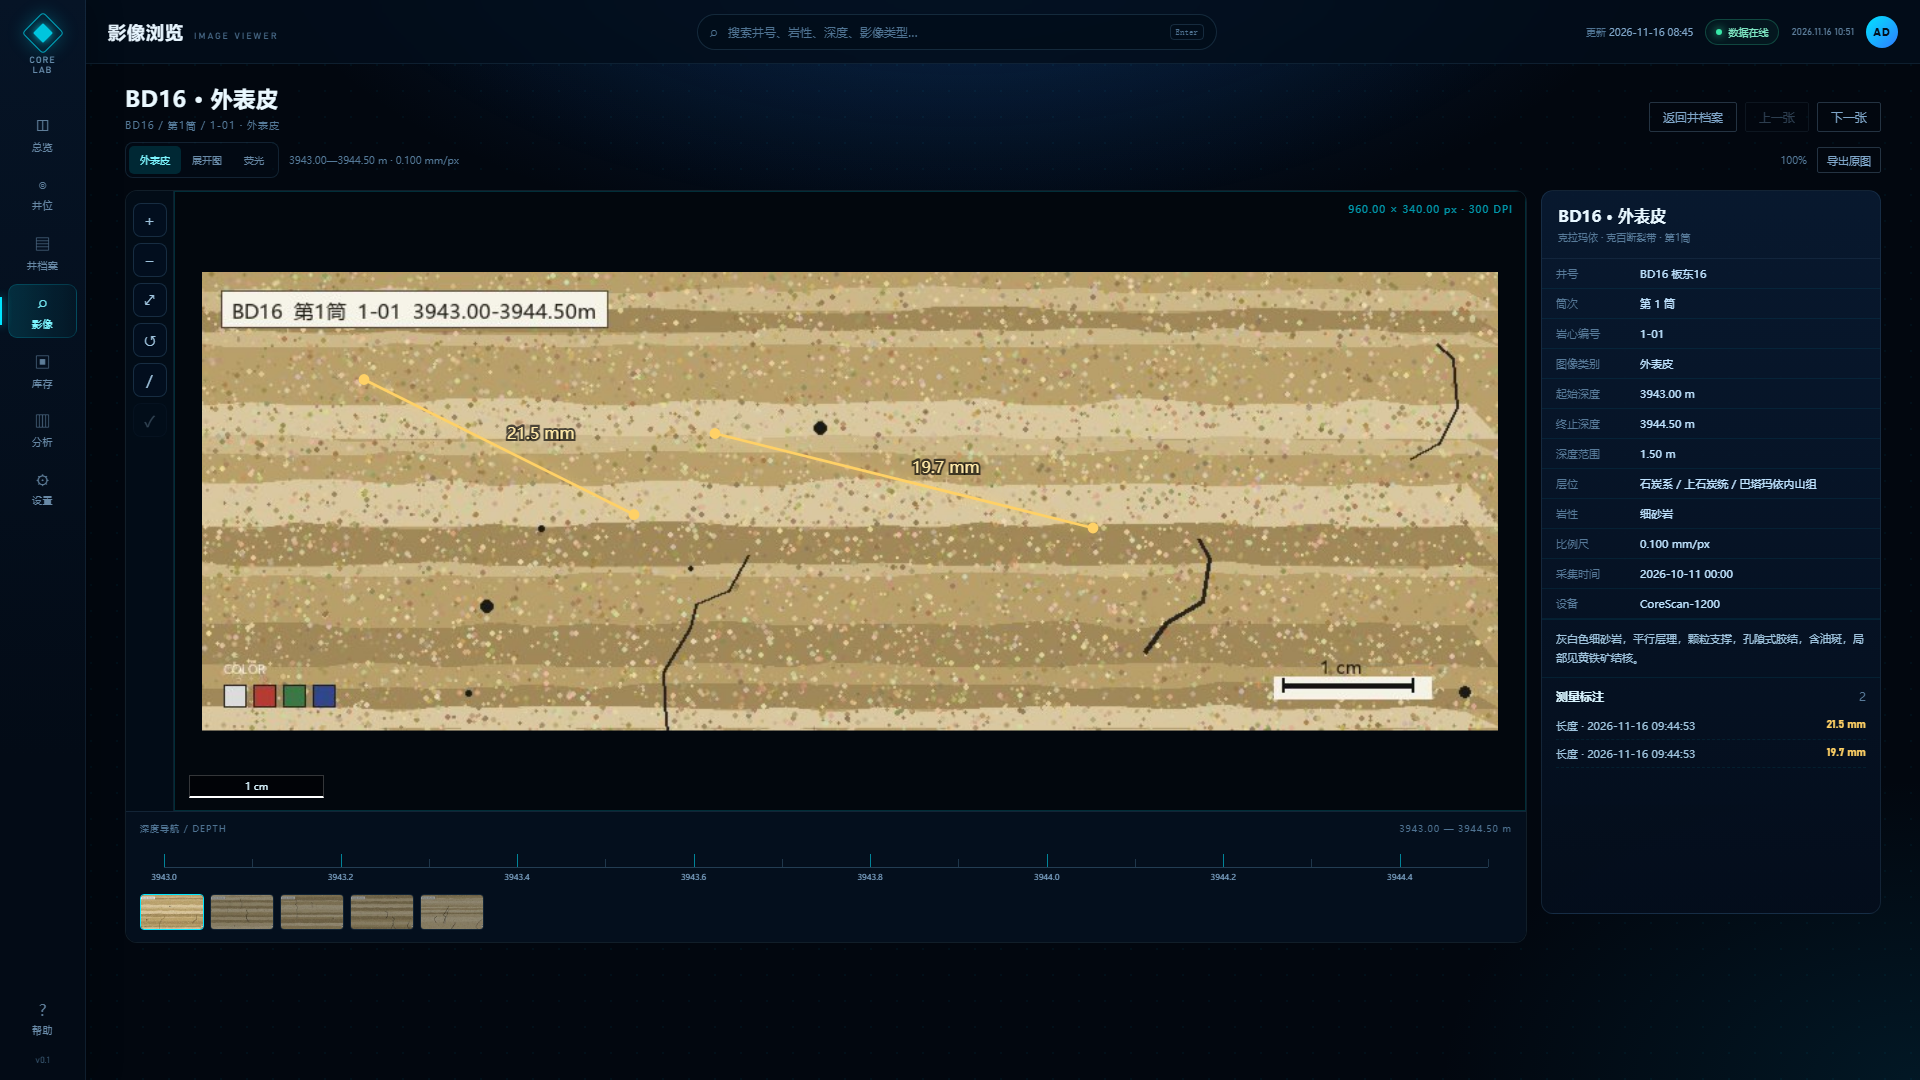 CORE
LAB
影像浏览 IMAGE VIEWER
搜索井号、岩性、深度、影像类型... Enter
更新 2026-11-16 08:45 数据在线 2026.11.16 10:51 AD
总览
井位
井档案
影像
库存
分析
设置
帮助
v0.1
BD16 • 外表皮
BD16 / 第1筒 / 1-01 · 外表皮
返回井档案 上一张 下一张
外表皮 展开图 荧光 3943.00—3944.50 m · 0.100 mm/px
100% 导出原图
960.00 × 340.00 px · 300 DPI
BD16 第1筒 1-01 3943.00-3944.50m
21.5 mm
19.7 mm
COLOR
1 cm
1 cm
深度导航 / DEPTH 3943.00 — 3944.50 m
3943.0 3943.2 3943.4 3943.6 3943.8 3944.0 3944.2 3944.4
BD16 • 外表皮
克拉玛依 · 克百断裂带 · 第1筒
井号 BD16 板东16
筒次 第 1 筒
岩心编号 1-01
图像类别 外表皮
起始深度 3943.00 m
终止深度 3944.50 m
深度范围 1.50 m
层位 石炭系 / 上石炭统 / 巴塔玛依内山组
岩性 细砂岩
比例尺 0.100 mm/px
采集时间 2026-10-11 00:00
设备 CoreScan-1200
灰白色细砂岩，平行层理，颗粒支撑，孔隙式胶结，含油斑，局
部见黄铁矿结核。
测量标注 2
长度 · 2026-11-16 09:44:53 21.5 mm
长度 · 2026-11-16 09:44:53 19.7 mm